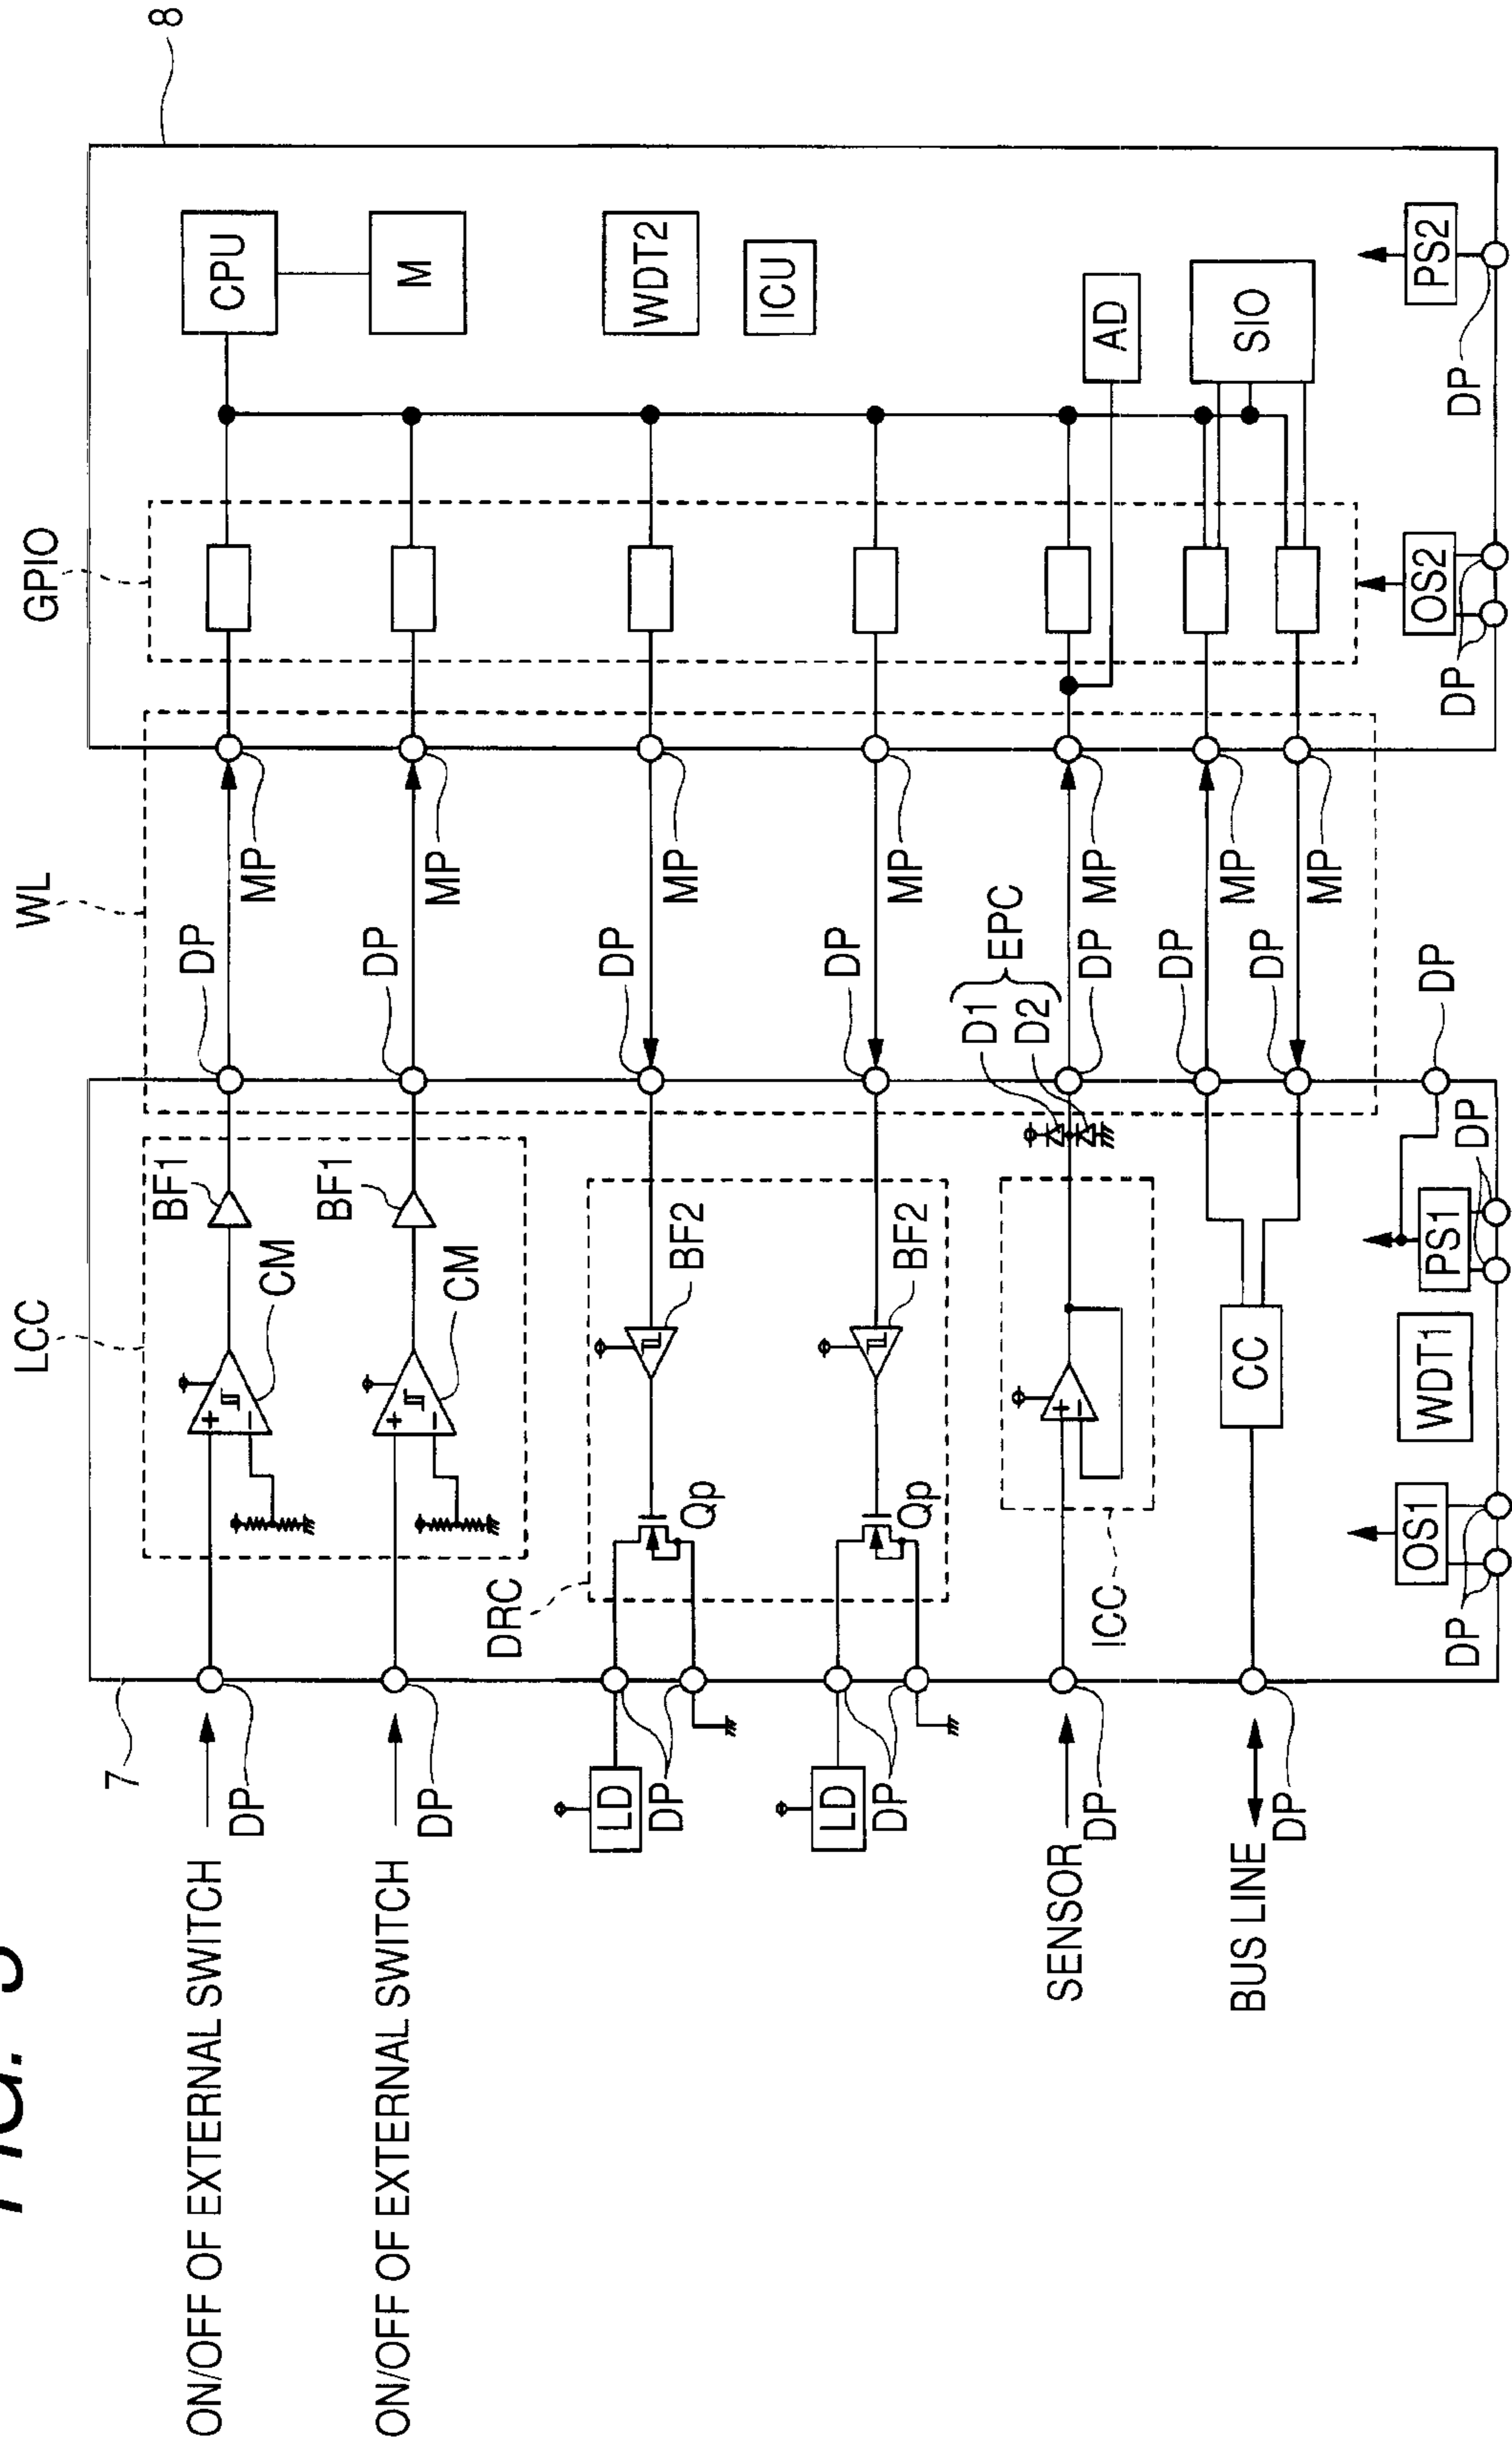 FIG. 3
LCC
WL
GPIO
7
8
ON/OFF OF EXTERNAL SWITCH
DP
CM
BF1
DP
MP
CPU
ON/OFF OF EXTERNAL SWITCH
DP
CM
BF1
DP
MP
M
DRC
LD
DP
Qp
BF2
DP
MP
WDT2
ICU
LD
DP
Qp
BF2
DP
MP
D1
D2
EPC
SENSOR
DP
ICC
DP
MP
AD
BUS LINE
DP
CC
DP
MP
DP
MP
SIO
DP
DP
OS1
WDT1
PS1
DP
DP
OS2
DP
PS2